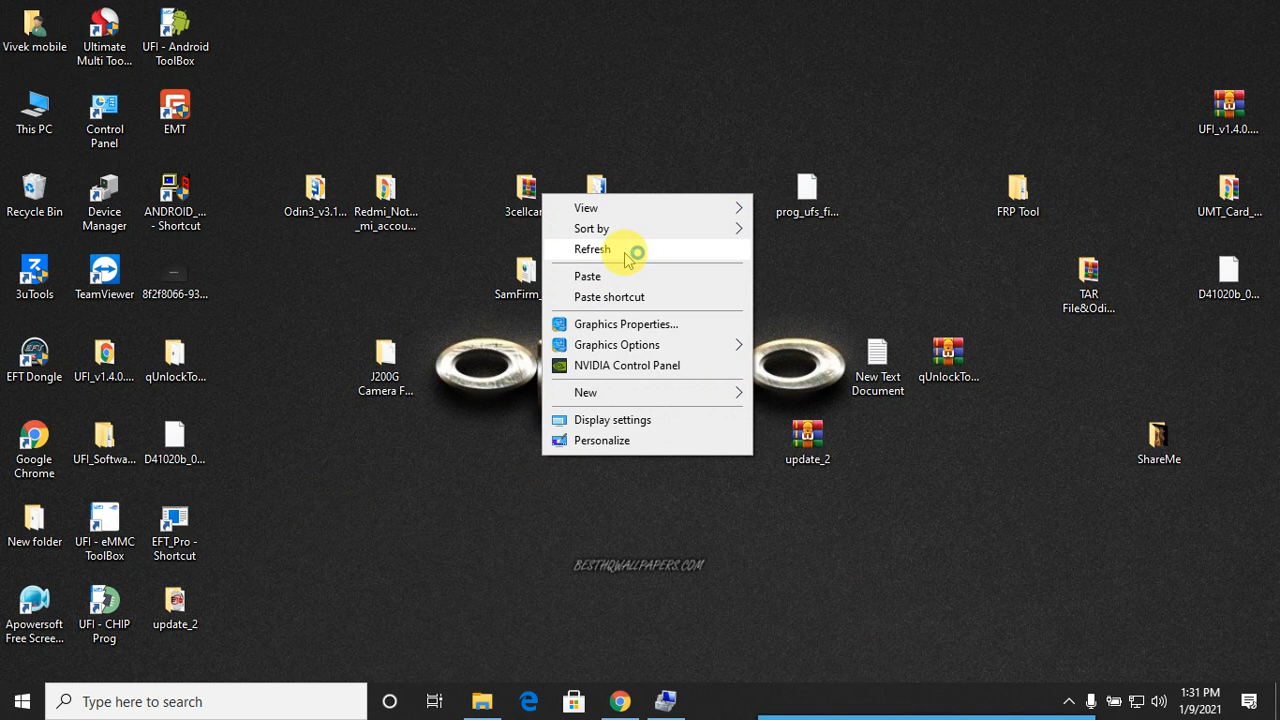 Vivek mobile
Ultimate
Multi Too...
UFI - Android
ToolBox
This PC
Control
Panel
EMT
UFI_v1.4.0....
Recycle Bin
Device
Manager
ANDROID_...
- Shortcut
Odin3_v3.1...
Redmi_Not...
_mi_accou...
3cellcar
prog_ufs_fi...
FRP Tool
UMT_Card_...
3uTools
TeamViewer
8f2f8066-93...
SamFirm_
TAR
File&Odi...
D41020b_0...
EFT Dongle
UFI_v1.4.0....
qUnlockTo...
J200G
Camera F...
New Text
Document
qUnlockTo...
Google
Chrome
UFI_Softwa...
D41020b_0...
update_2
ShareMe
New folder
UFI - eMMC
ToolBox
EFT_Pro -
Shortcut
Apowersoft
Free Scree...
UFI - CHIP
Prog
update_2
View
Sort by
Refresh
Paste
Paste shortcut
Graphics Properties...
Graphics Options
NVIDIA Control Panel
New
Display settings
Personalize
BESTHQWALLPAPERS.COM
Type here to search
1:31 PM
1/9/2021